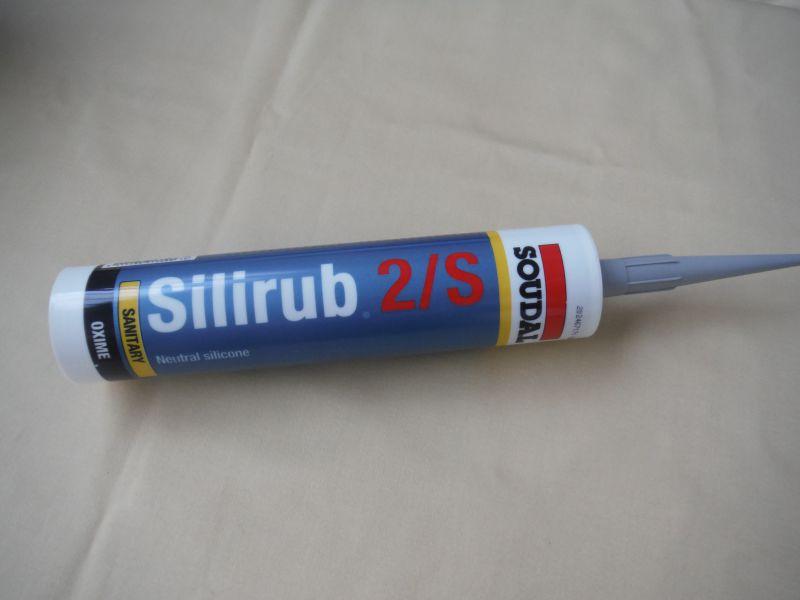 Silirub® 2/S
Neutral silicone
SANITARY
OXIME
SOUDAL